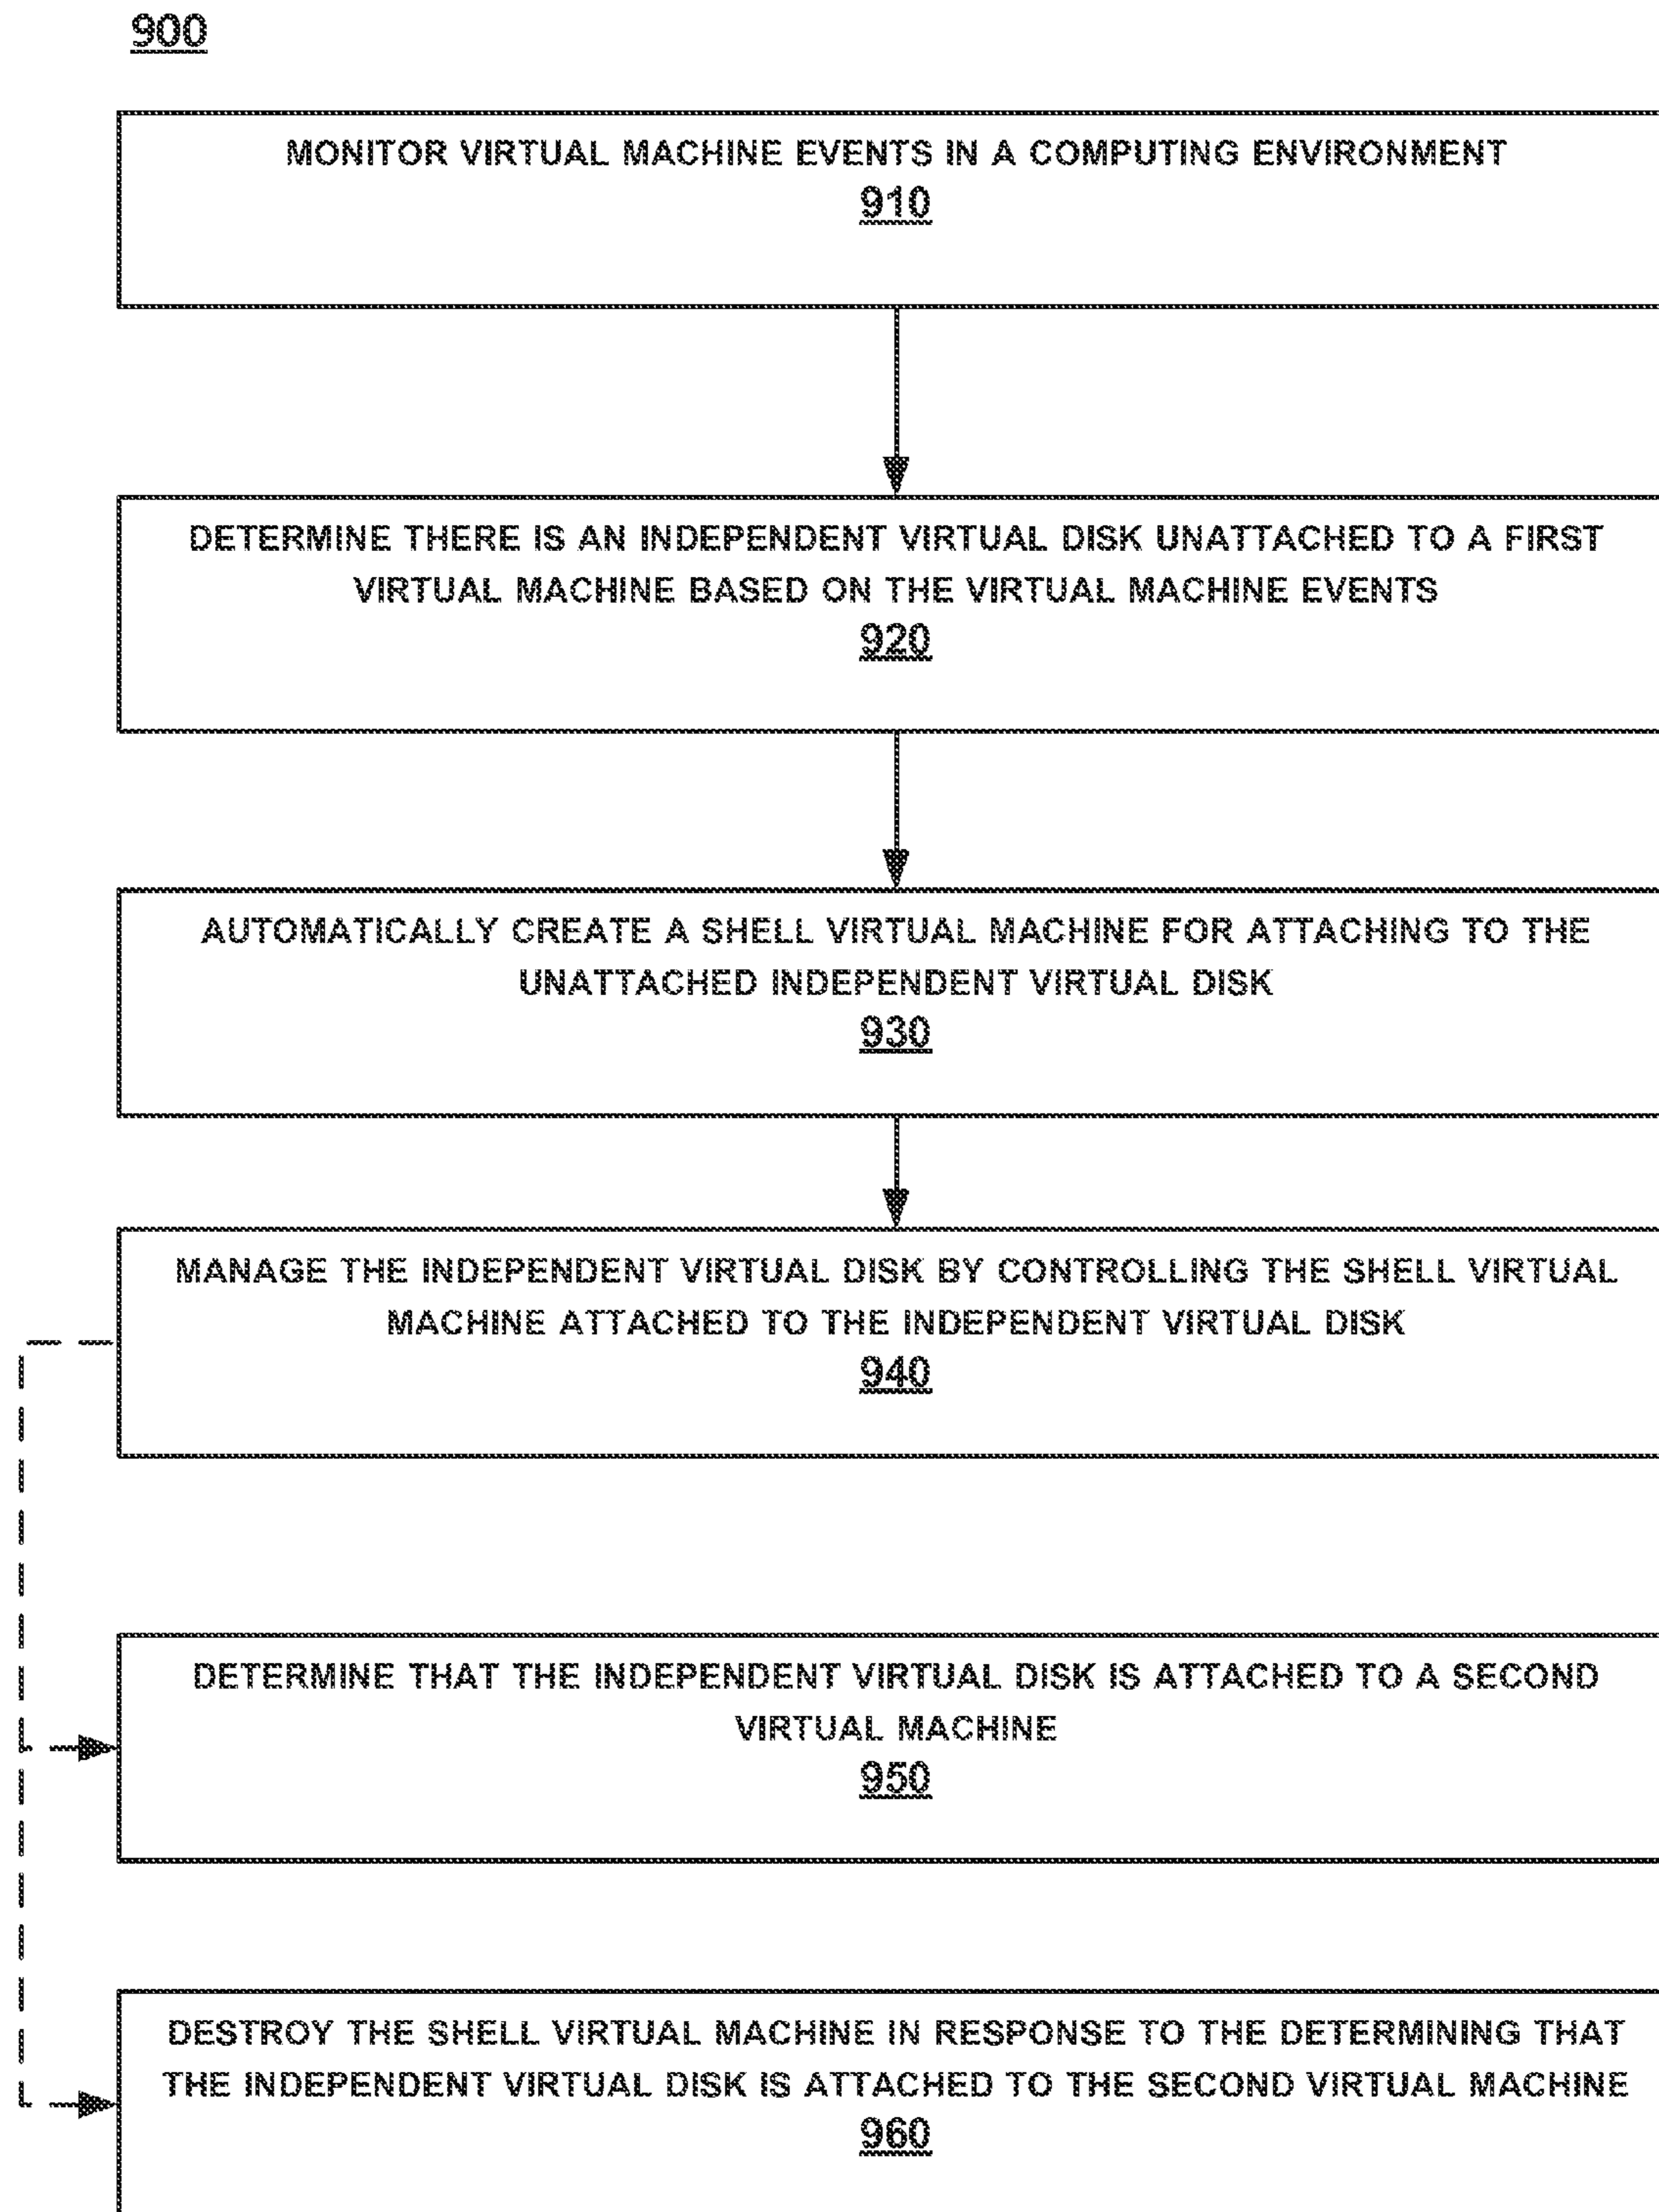 900
MONITOR VIRTUAL MACHINE EVENTS IN A COMPUTING ENVIRONMENT
910
DETERMINE THERE IS AN INDEPENDENT VIRTUAL DISK UNATTACHED TO A FIRST
VIRTUAL MACHINE BASED ON THE VIRTUAL MACHINE EVENTS
920
AUTOMATICALLY CREATE A SHELL VIRTUAL MACHINE FOR ATTACHING TO THE
UNATTACHED INDEPENDENT VIRTUAL DISK
930
MANAGE THE INDEPENDENT VIRTUAL DISK BY CONTROLLING THE SHELL VIRTUAL
MACHINE ATTACHED TO THE INDEPENDENT VIRTUAL DISK
940
DETERMINE THAT THE INDEPENDENT VIRTUAL DISK IS ATTACHED TO A SECOND
VIRTUAL MACHINE
950
DESTROY THE SHELL VIRTUAL MACHINE IN RESPONSE TO THE DETERMINING THAT
THE INDEPENDENT VIRTUAL DISK IS ATTACHED TO THE SECOND VIRTUAL MACHINE
960